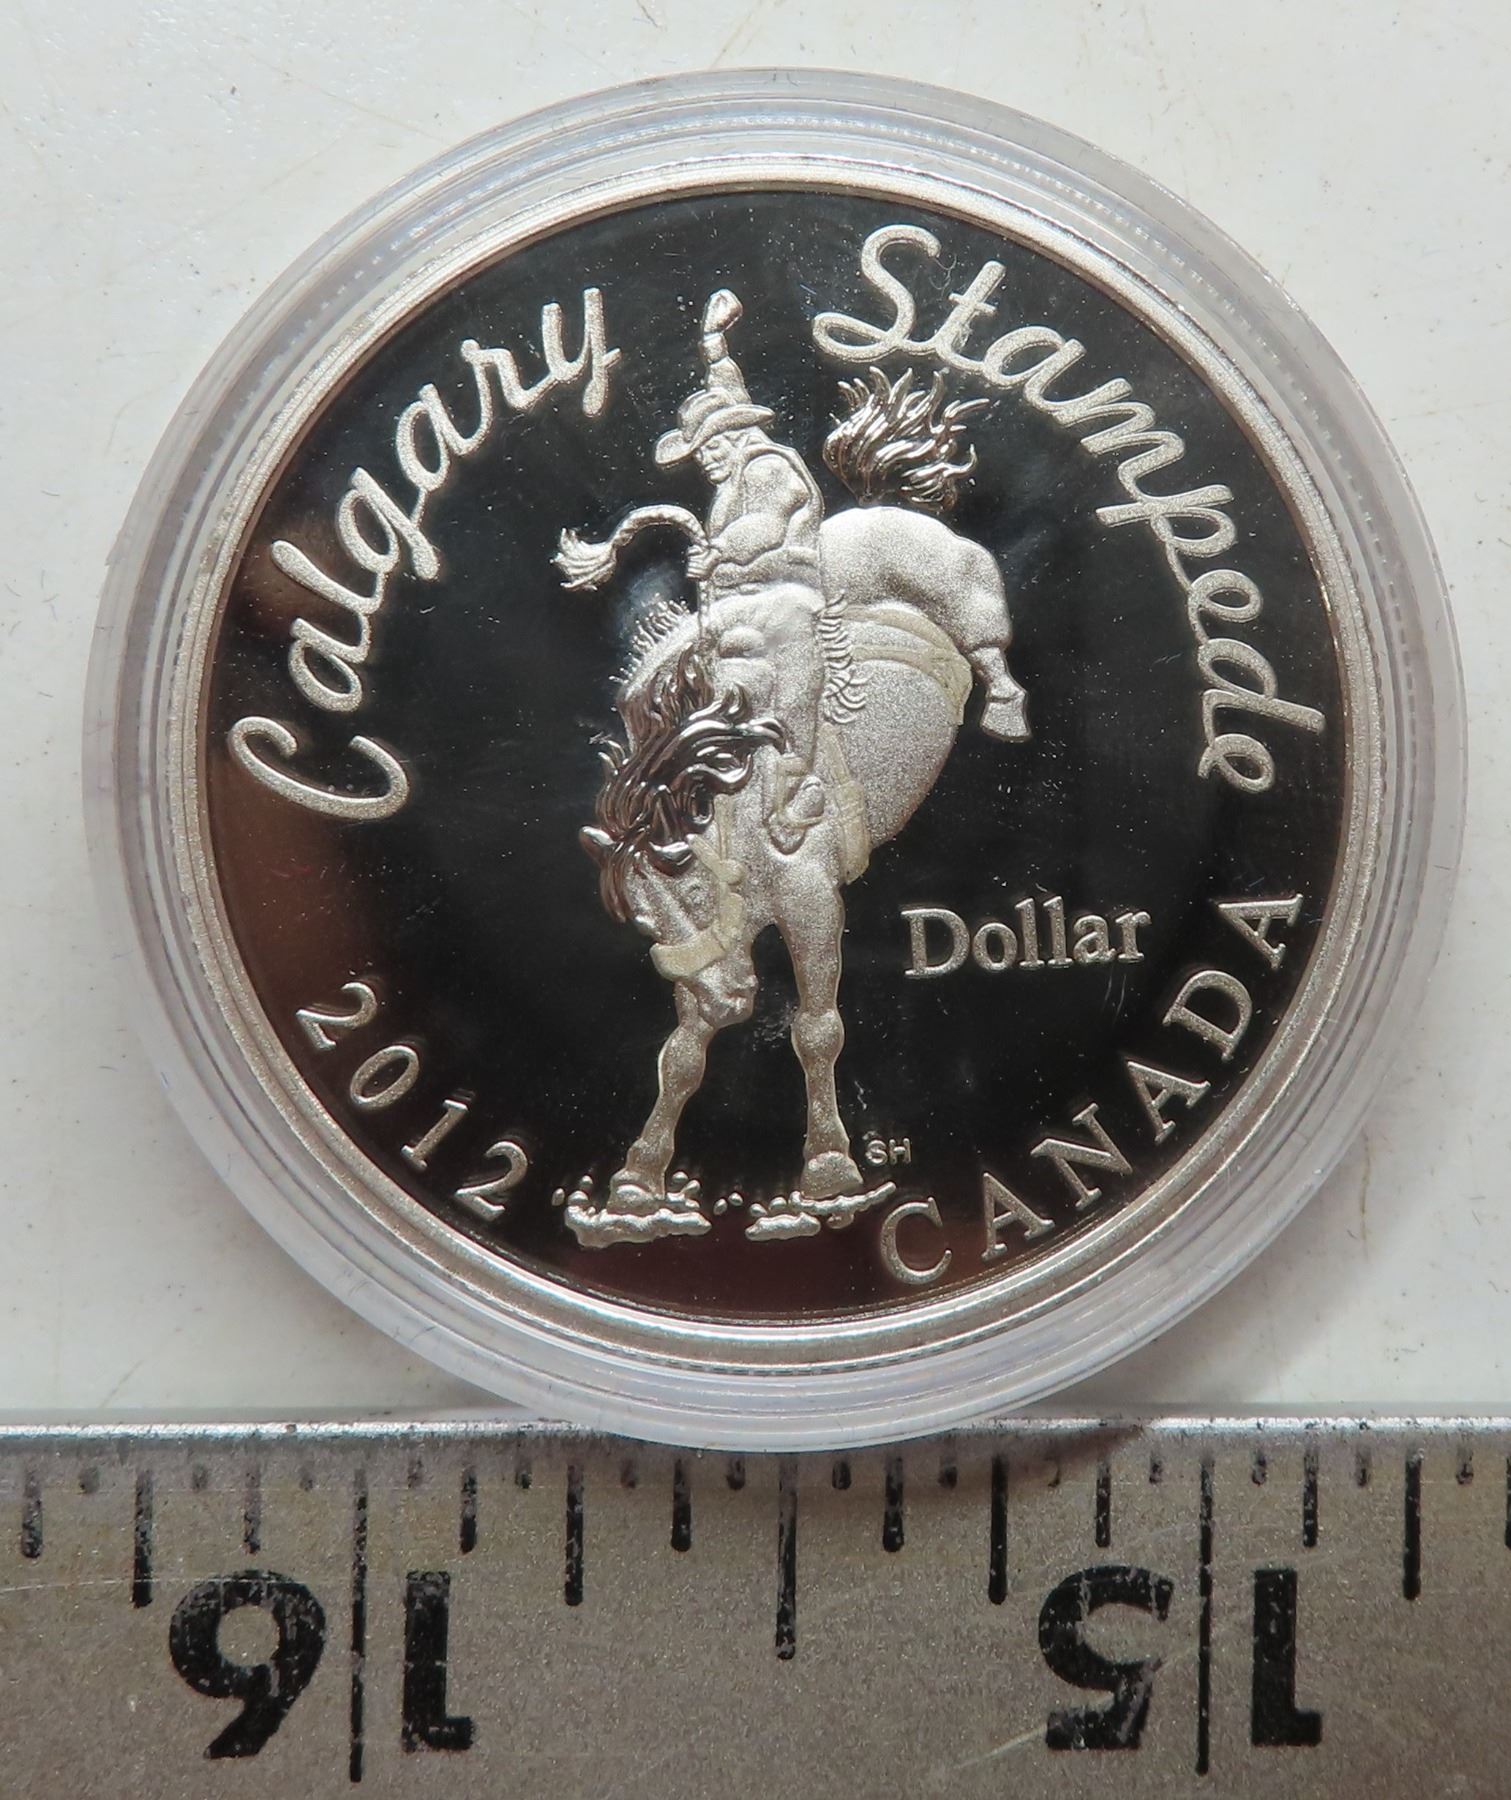 Calgary Stampede
Dollar
2012
SH
CANADA
16
15